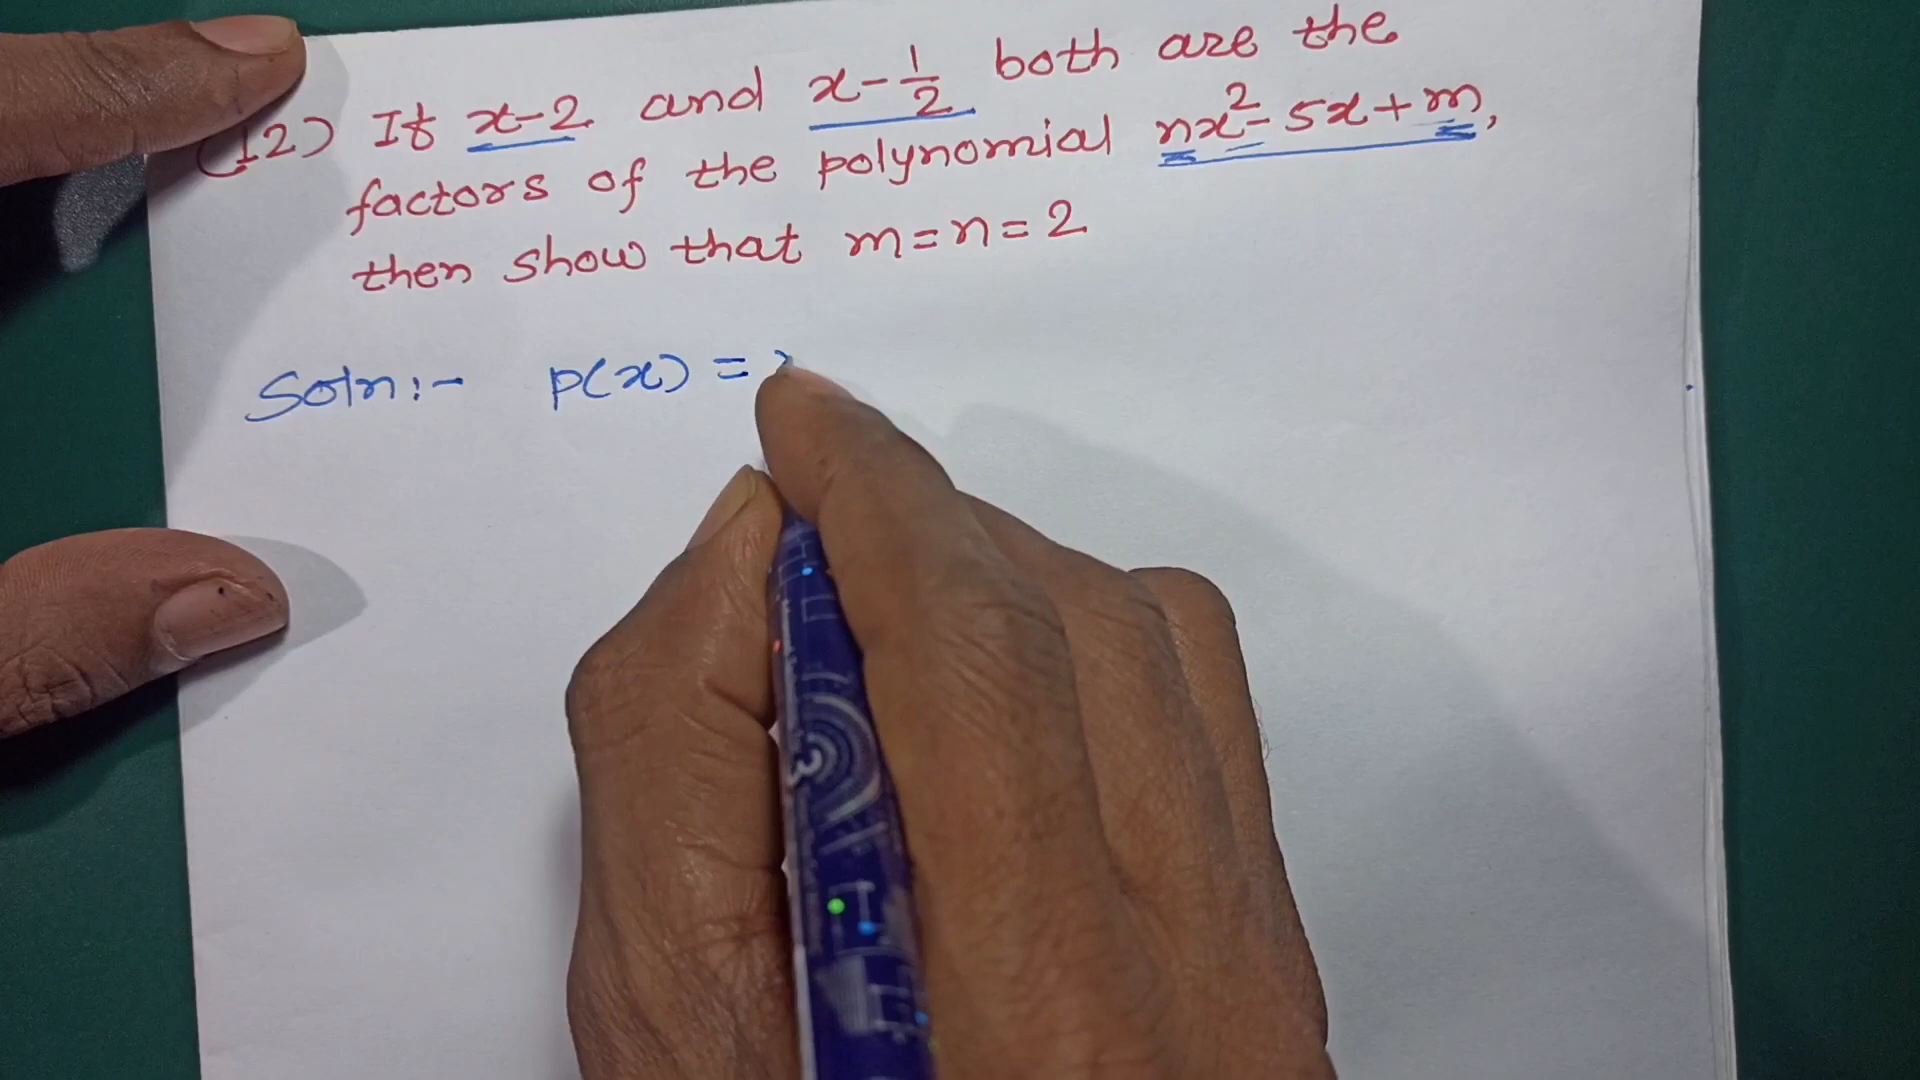 (12) If x-2 and x-1/2 both are the
factors of the polynomial nx²-5x+m,
then show that m=n=2
Soln:- p(x) =